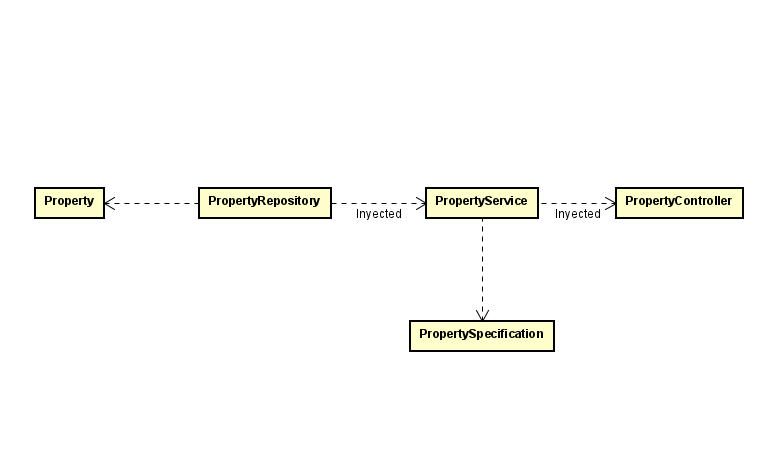 Property
PropertyRepository
Inyected
PropertyService
Inyected
PropertyController
PropertySpecification